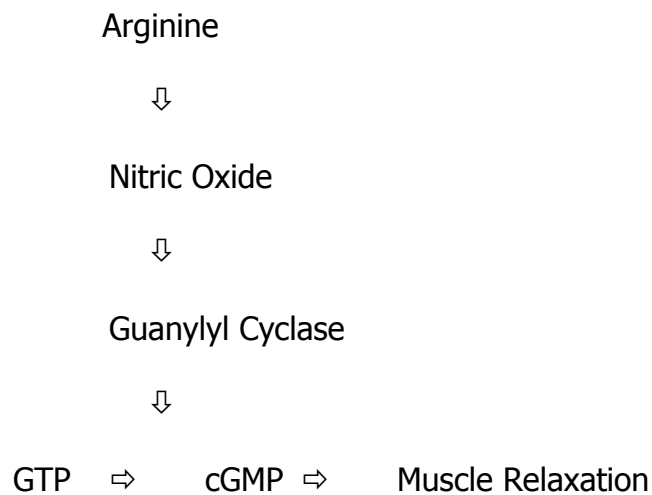 Arginine
⇩
Nitric Oxide
⇩
Guanylyl Cyclase
⇩
GTP ⇨ cGMP ⇨ Muscle Relaxation